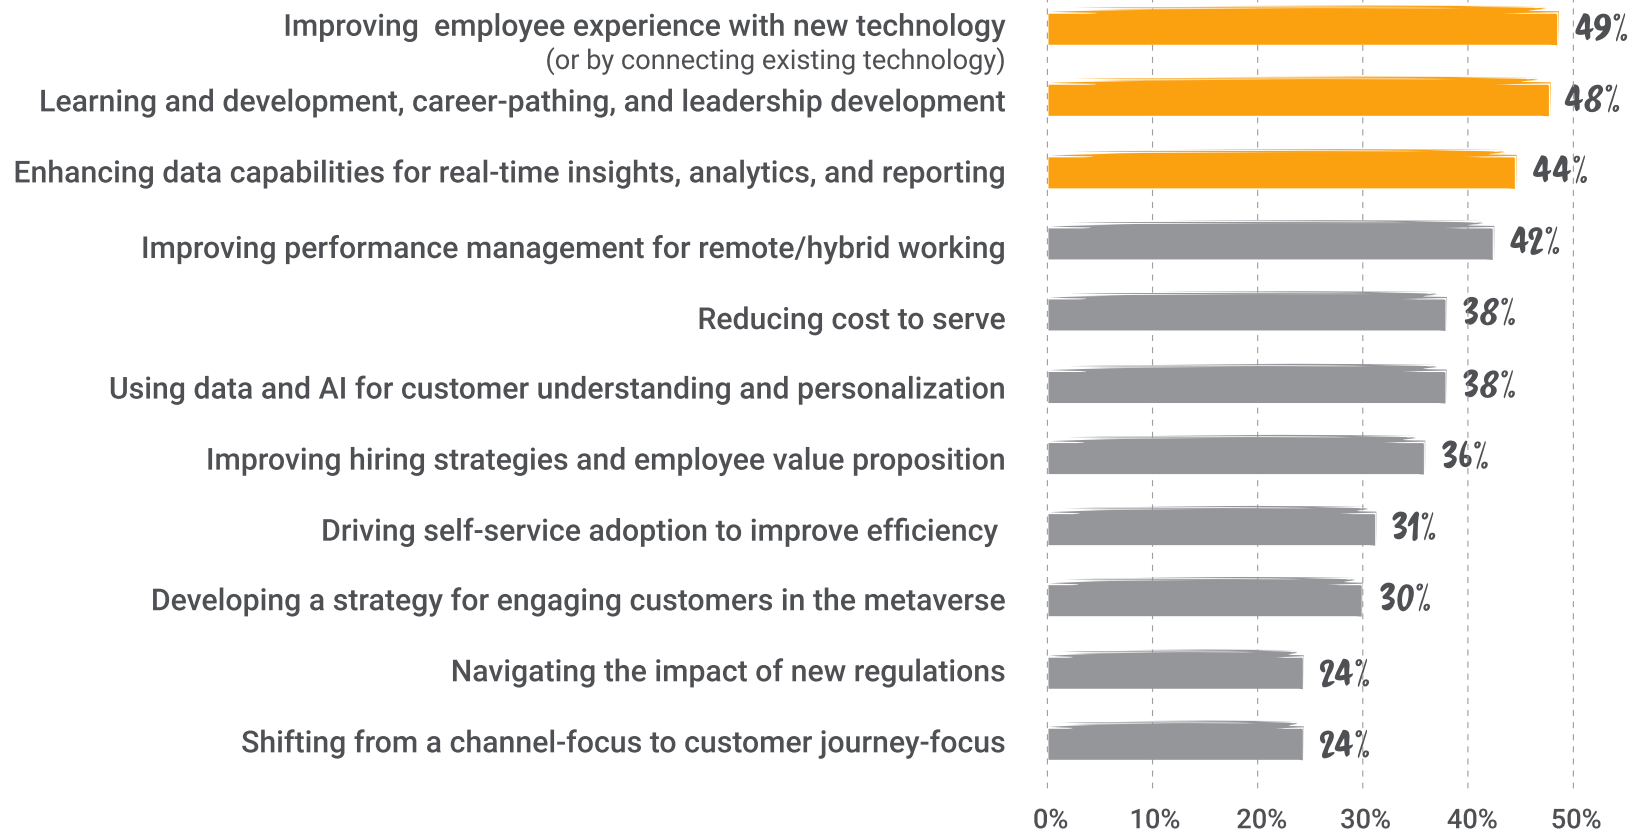 Improving employee experience with new technology 49%
(or by connecting existing technology)
Learning and development, career-pathing, and leadership development 48%
Enhancing data capabilities for real-time insights, analytics, and reporting 44%
Improving performance management for remote/hybrid working 42%
Reducing cost to serve 38%
Using data and AI for customer understanding and personalization 38%
Improving hiring strategies and employee value proposition 36%
Driving self-service adoption to improve efficiency 31%
Developing a strategy for engaging customers in the metaverse 30%
Navigating the impact of new regulations 24%
Shifting from a channel-focus to customer journey-focus 24%
0% 10% 20% 30% 40% 50%